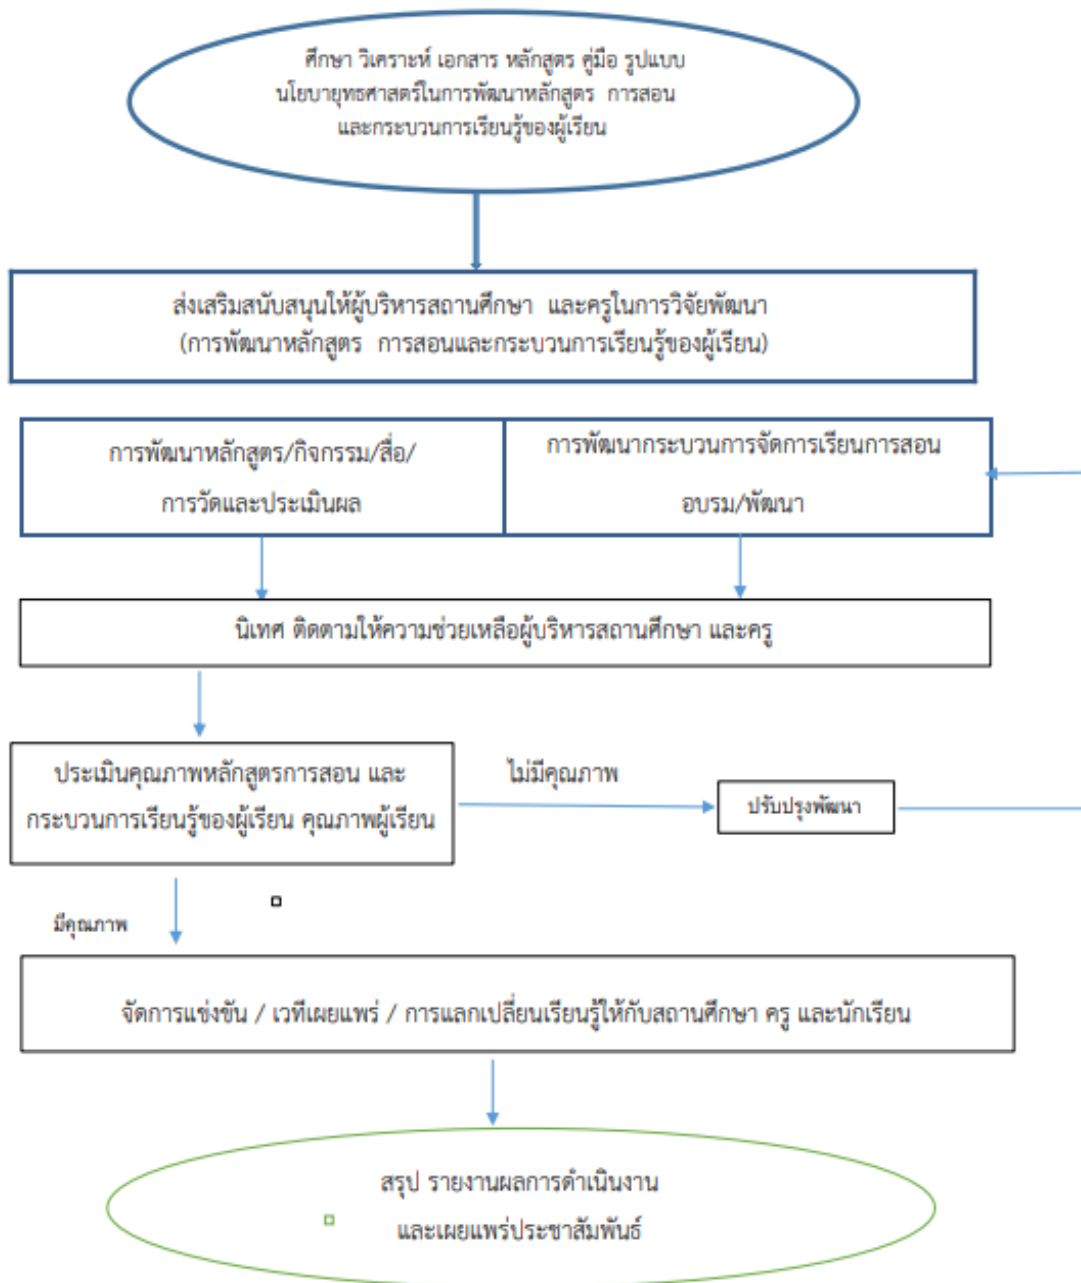 ศึกษา วิเคราะห์ เอกสาร หลักสูตร คู่มือ รูปแบบ
นโยบายุทธศาสตร์ในการพัฒนาหลักสูตร การสอน
และกระบวนการเรียนรู้ของผู้เรียน
ส่งเสริมสนับสนุนให้ผู้บริหารสถานศึกษา และครูในการวิจัยพัฒนา
(การพัฒนาหลักสูตร การสอนและกระบวนการเรียนรู้ของผู้เรียน)
การพัฒนาหลักสูตร/กิจกรรม/สื่อ/
การวัดและประเมินผล
การพัฒนากระบวนการจัดการเรียนการสอน
อบรม/พัฒนา
นิเทศ ติดตามให้ความช่วยเหลือผู้บริหารสถานศึกษา และครู
ประเมินคุณภาพหลักสูตรการสอน และ
กระบวนการเรียนรู้ของผู้เรียน คุณภาพผู้เรียน
ไม่มีคุณภาพ
ปรับปรุงพัฒนา
มีคุณภาพ
จัดการแข่งขัน / เวทีเผยแพร่ / การแลกเปลี่ยนเรียนรู้ให้กับสถานศึกษา ครู และนักเรียน
สรุป รายงานผลการดำเนินงาน
และเผยแพร่ประชาสัมพันธ์